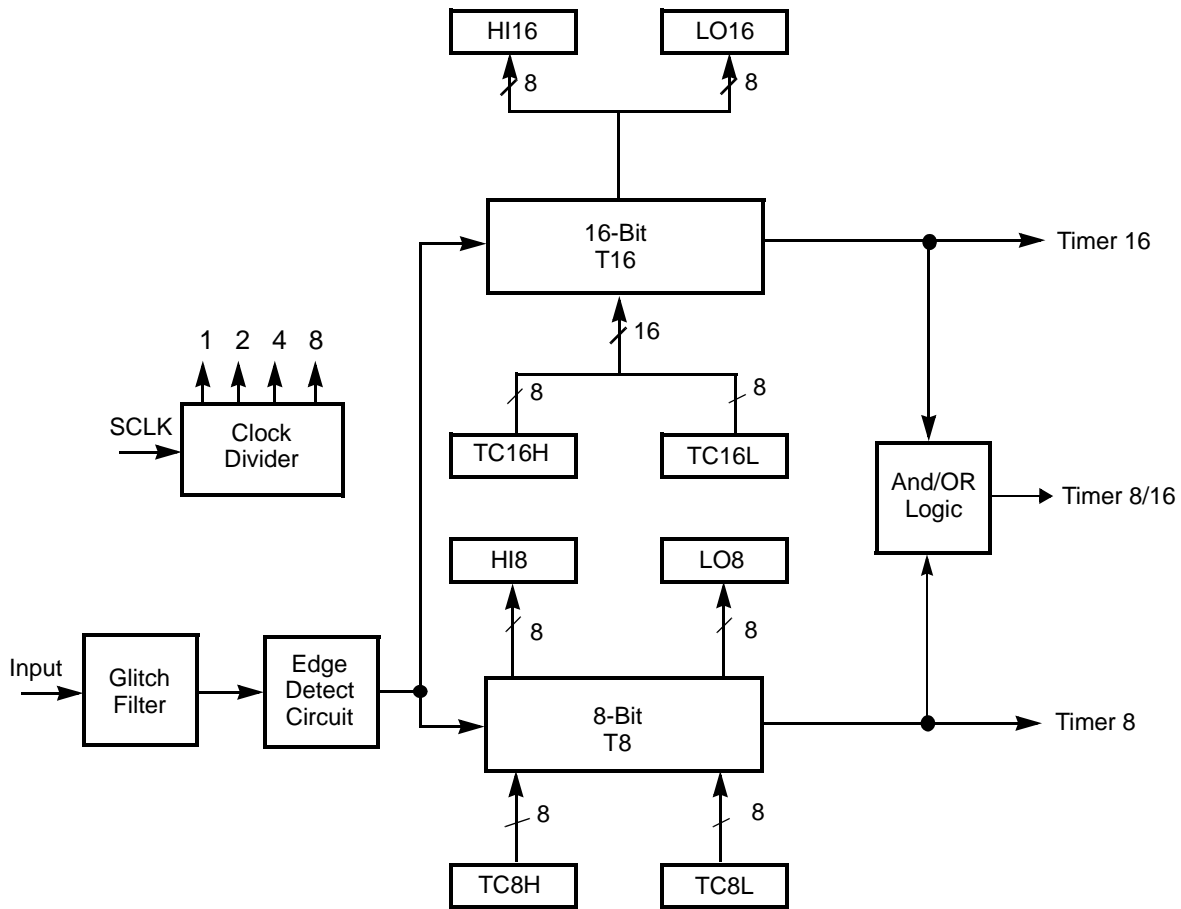 HI16
LO16
8
8
16-Bit
T16
Timer 16
16
1 2 4 8
8
8
SCLK
Clock
Divider
TC16H
TC16L
And/OR
Logic
Timer 8/16
HI8
LO8
8
8
Input
Glitch
Filter
Edge
Detect
Circuit
8-Bit
T8
Timer 8
8
8
TC8H
TC8L